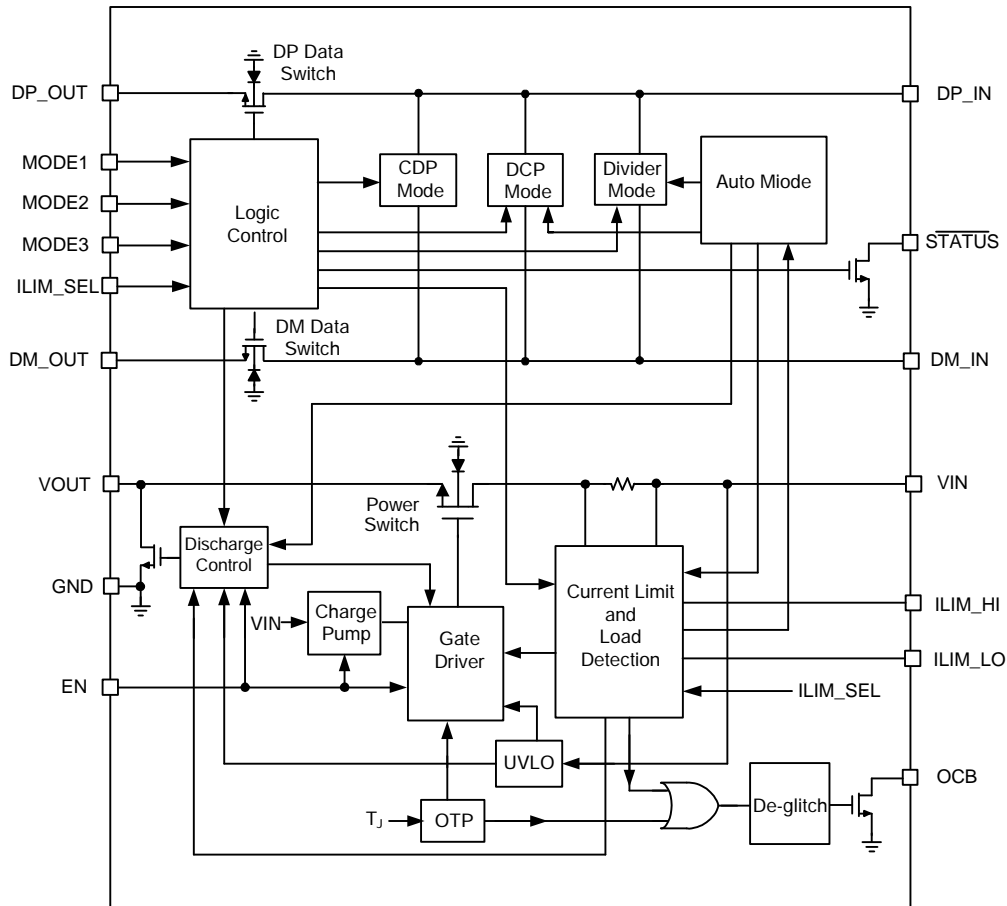 DP Data
Switch
DP_OUT
DP_IN
MODE1
MODE2
MODE3
ILIM_SEL
Logic
Control
CDP
Mode
DCP
Mode
Divider
Mode
Auto Miode
STATUS
DM Data
Switch
DM_OUT
DM_IN
VOUT
Power
Switch
VIN
Discharge
Control
GND
VIN
Charge
Pump
Gate
Driver
Current Limit
and
Load
Detection
ILIM_HI
ILIM_LO
EN
ILIM_SEL
UVLO
OCB
TJ
OTP
De-glitch